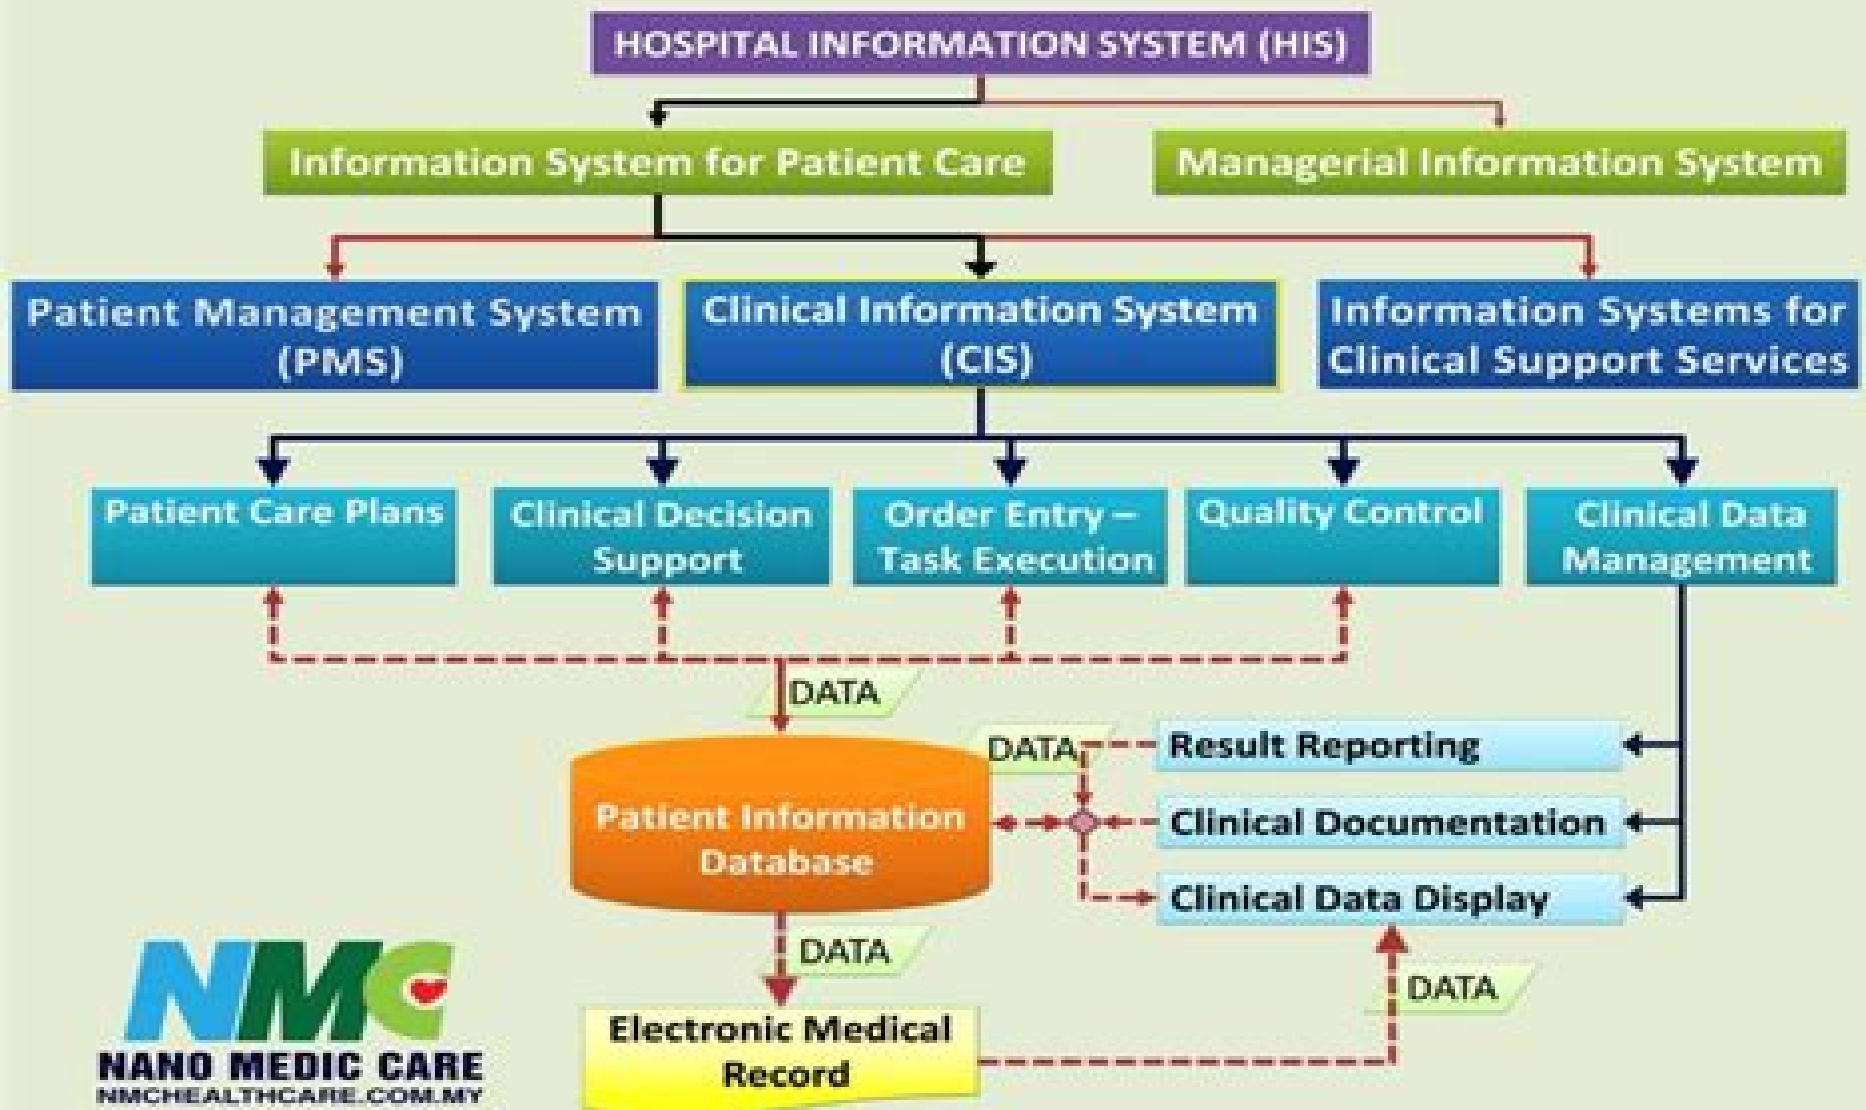 HOSPITAL INFORMATION SYSTEM (HIS)
Information System for Patient Care
Managerial Information System
Patient Management System
(PMS)
Clinical Information System
(CIS)
Information Systems for
Clinical Support Services
Patient Care Plans
Clinical Decision
Support
Order Entry –
Task Execution
Quality Control
Clinical Data
Management
DATA
DATA
Result Reporting
Patient Information
Database
Clinical Documentation
Clinical Data Display
DATA
DATA
Electronic Medical
Record
NMC
NANO MEDIC CARE
NMCHEALTHCARE.COM.MY